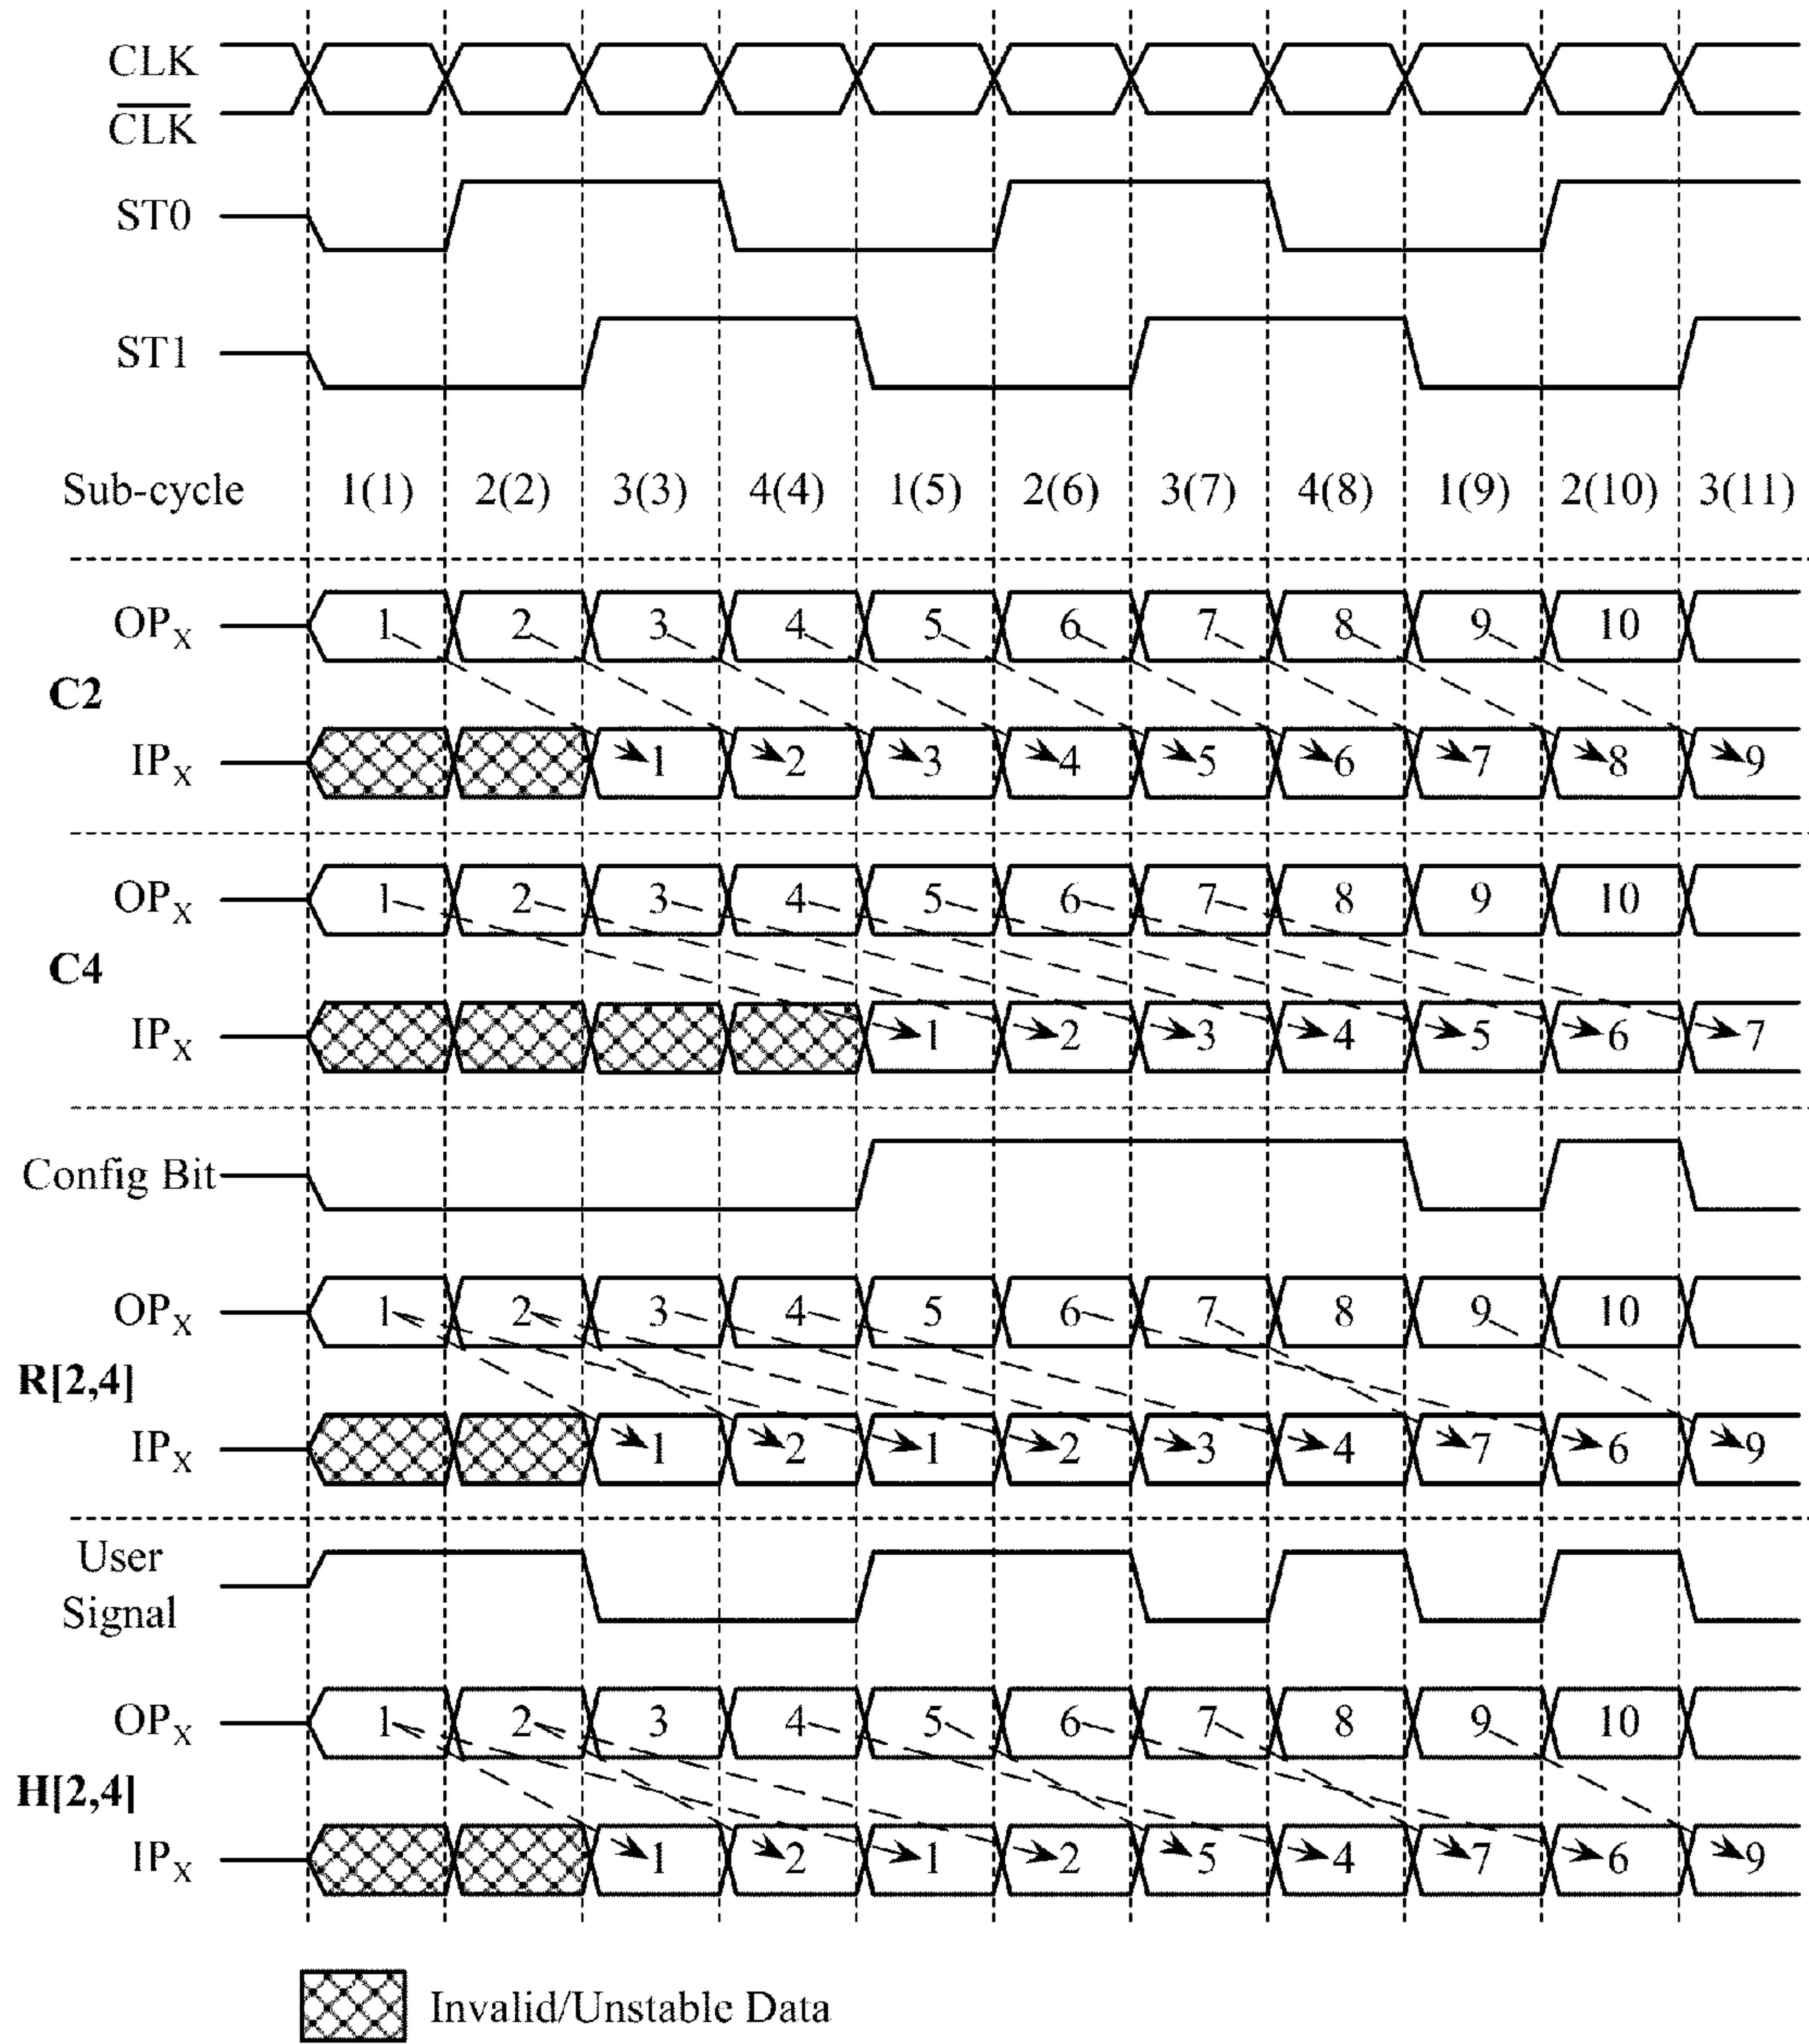 CLK
CLK
ST0
ST1
Sub-cycle 1(1) 2(2) 3(3) 4(4) 1(5) 2(6) 3(7) 4(8) 1(9) 2(10) 3(11)
OPX 1 2 3 4 5 6 7 8 9 10
C2
IPX 1 2 3 4 5 6 7 8 9
OPX 1 2 3 4 5 6 7 8 9 10
C4
IPX 1 2 3 4 5 6 7
Config Bit
OPX 1 2 3 4 5 6 7 8 9 10
R[2,4]
IPX 1 2 1 2 3 4 7 6 9
User
Signal
OPX 1 2 3 4 5 6 7 8 9 10
H[2,4]
IPX 1 2 1 2 5 4 7 6 9
Invalid/Unstable Data